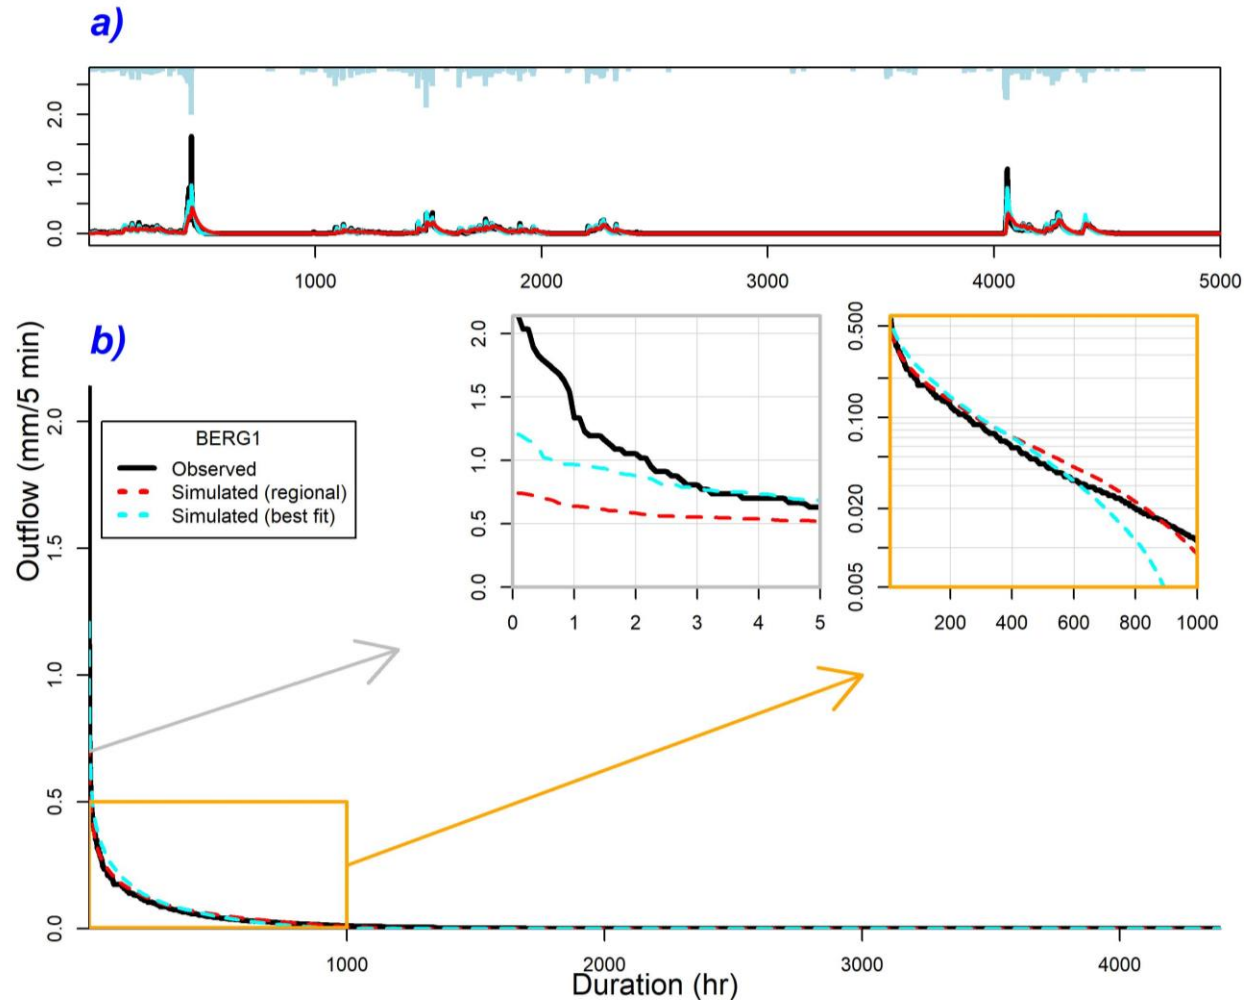 a)
2.0
1.0
0.0
1000 2000 3000 4000 5000
b)
Outflow (mm/5 min)
2.0
1.5
1.0
0.5
0.0
BERG1
Observed
Simulated (regional)
Simulated (best fit)
2.0
1.5
1.0
0.5
0.0
0 1 2 3 4 5
0.500
0.100
0.020
0.005
200 400 600 800 1000
1000 2000 3000 4000
Duration (hr)